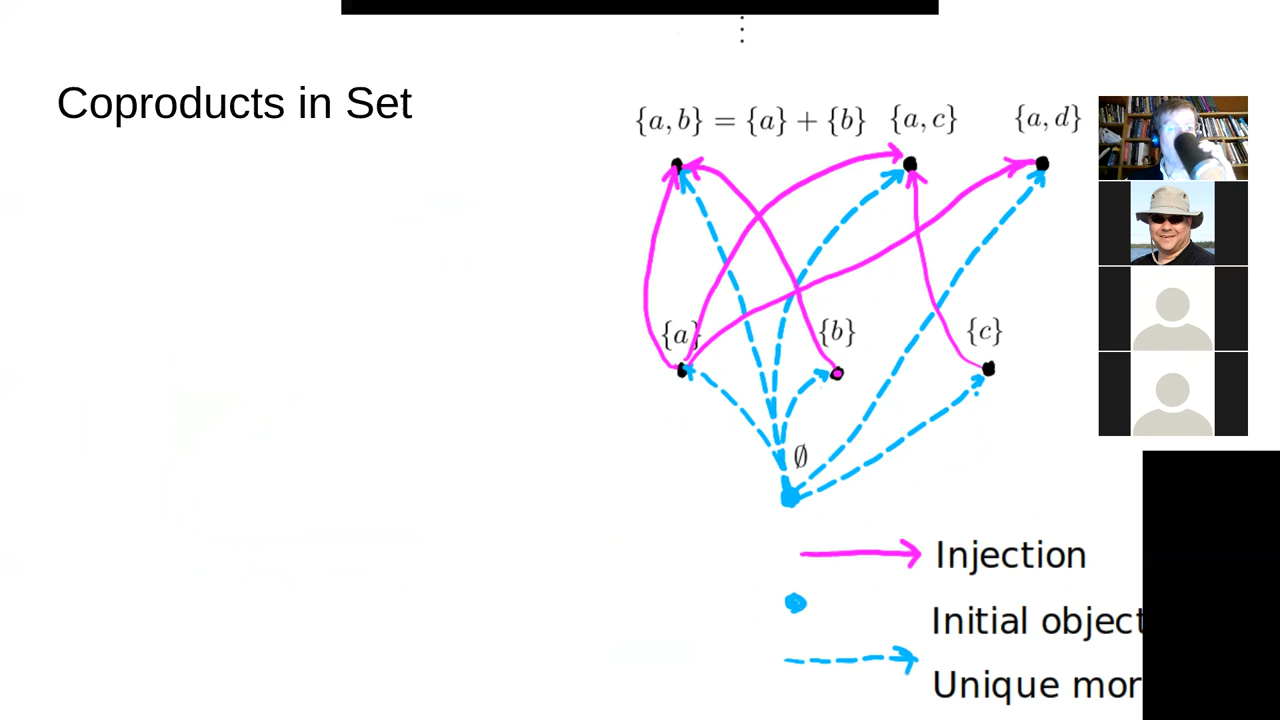 Coproducts in Set
{a, b} = {a} + {b}
{a, c}
{a, d}
{a}
{b}
{c}
∅
Injection
Initial object
Unique mor